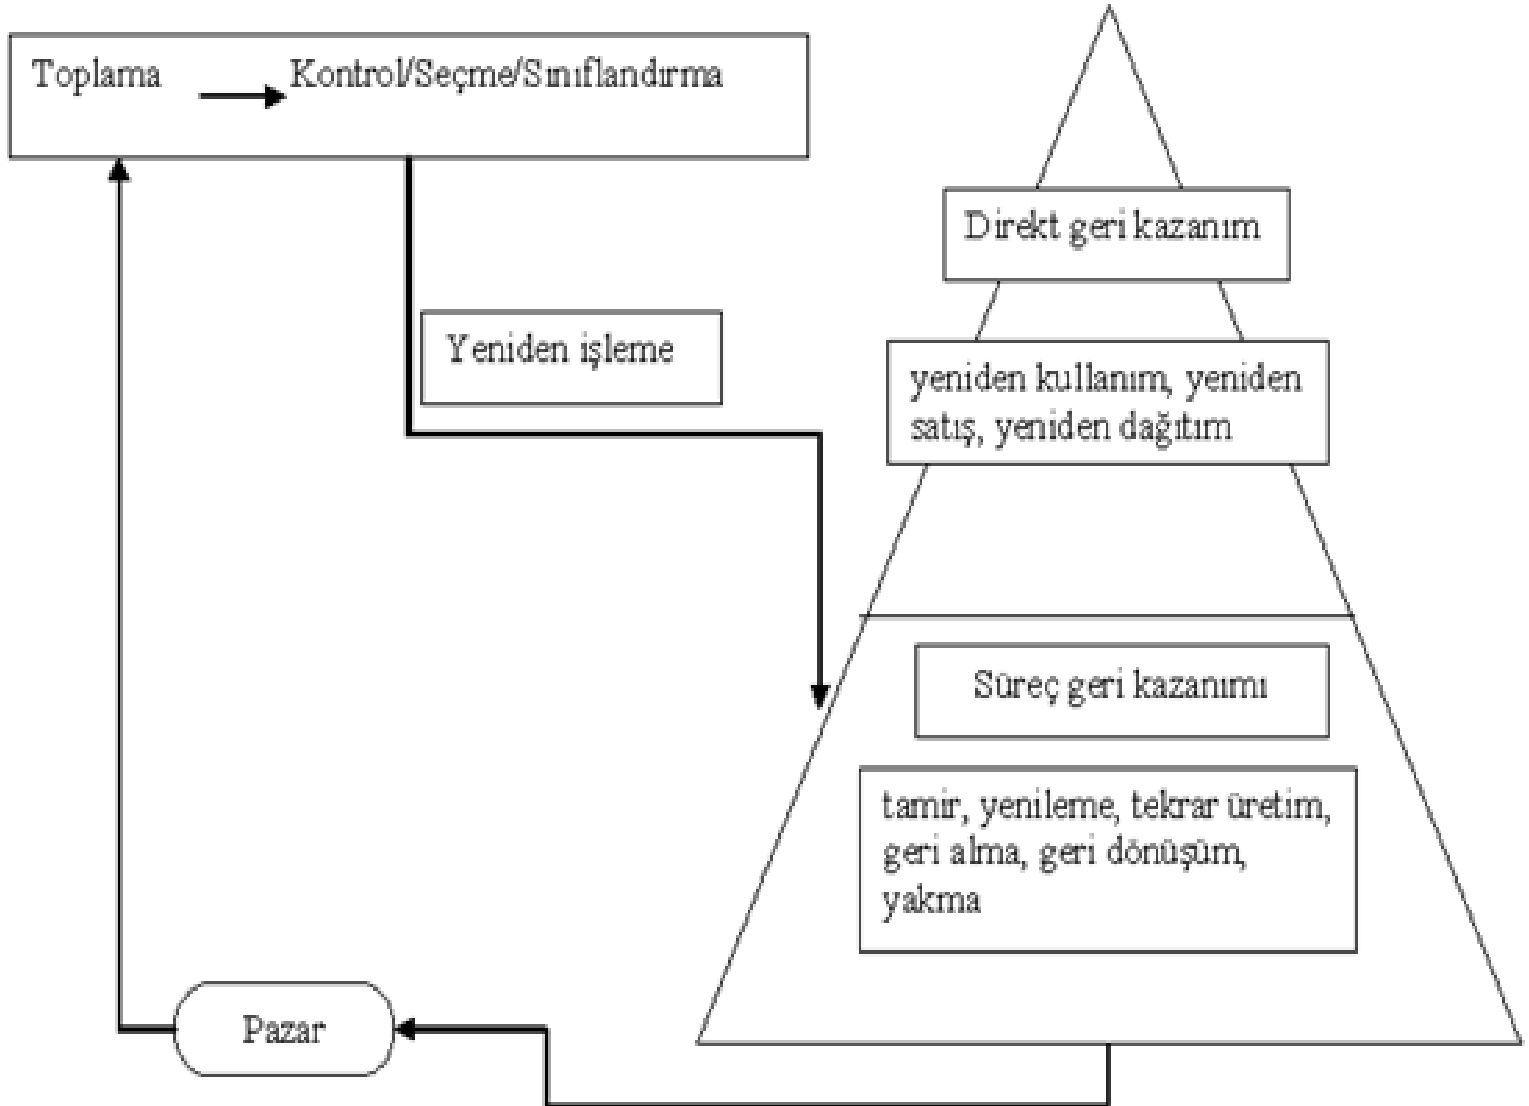 Toplama → Kontrol/Seçme/Sınıflandırma
Direkt geri kazanım
Yeniden işleme
yeniden kullanım, yeniden
satış, yeniden dağıtım
Süreç geri kazanımı
tamir, yenileme, tekrar üretim,
geri alma, geri dönüşüm,
yakma
Pazar